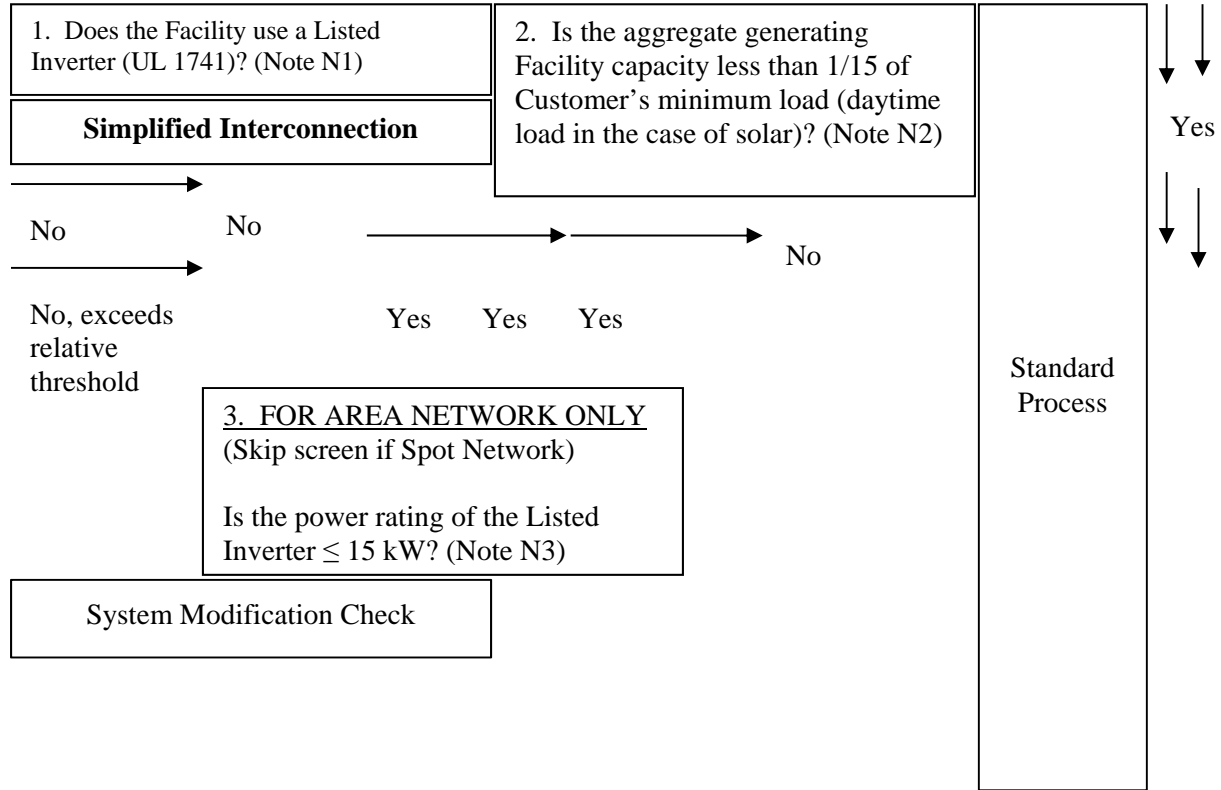 1. Does the Facility use a Listed
Inverter (UL 1741)? (Note N1)
Simplified Interconnection
2. Is the aggregate generating
Facility capacity less than 1/15 of
Customer's minimum load (daytime
load in the case of solar)? (Note N2)
Yes
No
No
No
No, exceeds
relative
threshold
Yes Yes Yes
Standard
Process
3. FOR AREA NETWORK ONLY
(Skip screen if Spot Network)
Is the power rating of the Listed
Inverter ≤ 15 kW? (Note N3)
System Modification Check